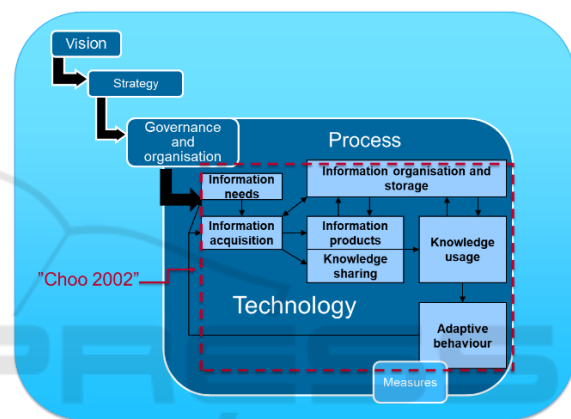 Vision
Strategy
Governance
and
organisation
Process
Information
needs
Information organisation and
storage
Information
acquisition
Information
products
Knowledge
sharing
Knowledge
usage
"Choo 2002"
Technology
Adaptive
behaviour
Measures
PRESS